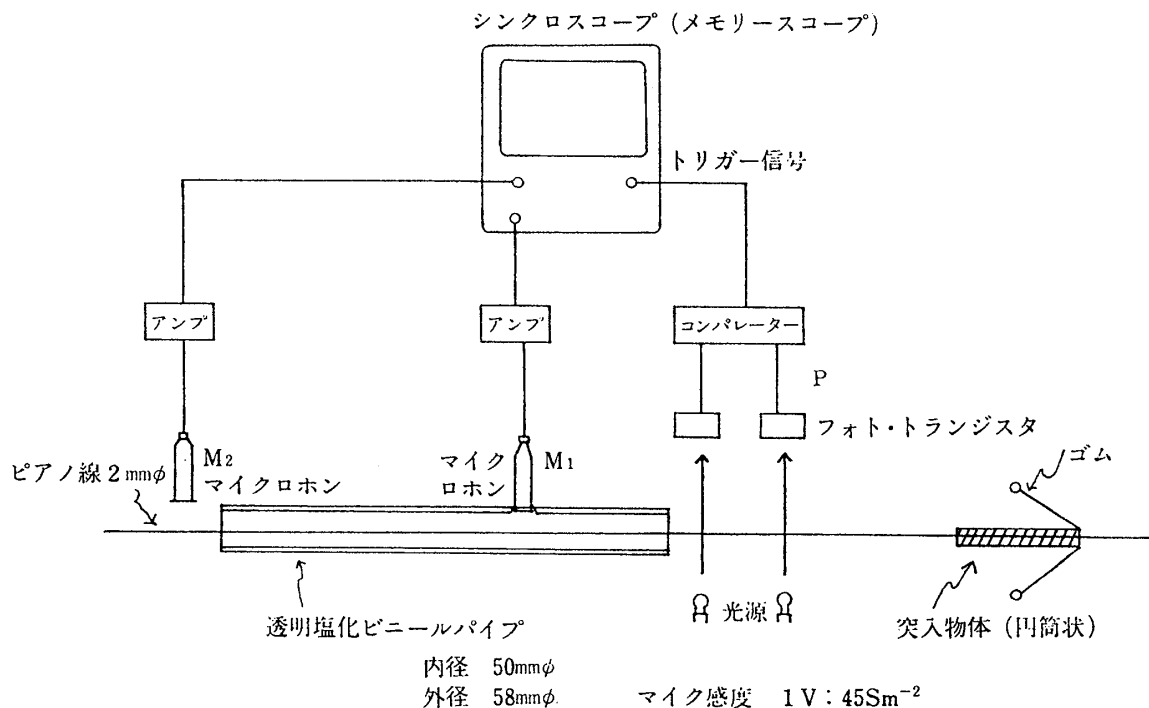 シンクロスコープ (メモリースコープ)
トリガー信号
アンプ
アンプ
コンパレーター
P
フォト・トランジスタ
ゴム
ピアノ線2mmφ
M2
マイクロホン
マイク
ロホン
M1
光源
透明塩化ビニールパイプ
突入物体 (円筒状)
内径 50mmφ
外径 58mmφ
マイク感度 1V:45Sm⁻²